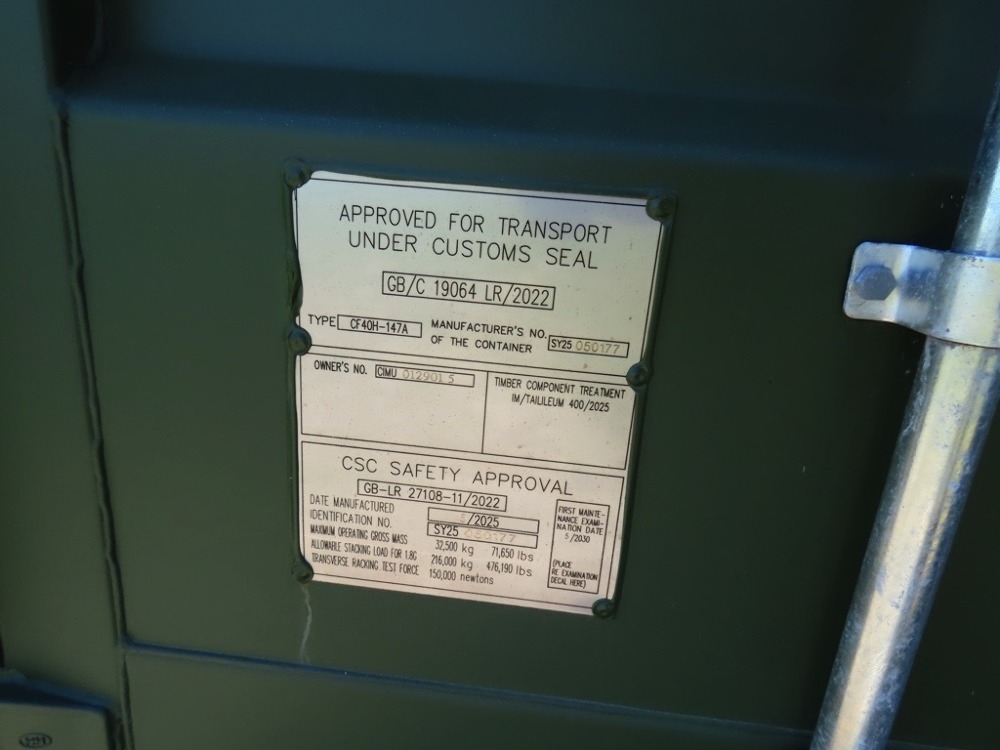 APPROVED FOR TRANSPORT
UNDER CUSTOMS SEAL
GB/C 19064 LR/2022
TYPE CF40H-147A
MANUFACTURER'S NO.
OF THE CONTAINER SY25 050177
OWNER'S NO. CIMU 012901 5
TIMBER COMPONENT TREATMENT
IM/TAILILEUM 400/2025
CSC SAFETY APPROVAL
GB-LR 27108-11/2022
DATE MANUFACTURED /2025
IDENTIFICATION NO. SY25 050177
MAXIMUM OPERATING GROSS MASS 32,500 kg 71,650 lbs
ALLOWABLE STACKING LOAD FOR 1.8G 216,000 kg 476,190 lbs
TRANSVERSE RACKING TEST FORCE 150,000 newtons
FIRST MAINTE-
NANCE EXAMI-
NATION DATE
5/2030
(PLACE
RE EXAMINATION
DECAL HERE)